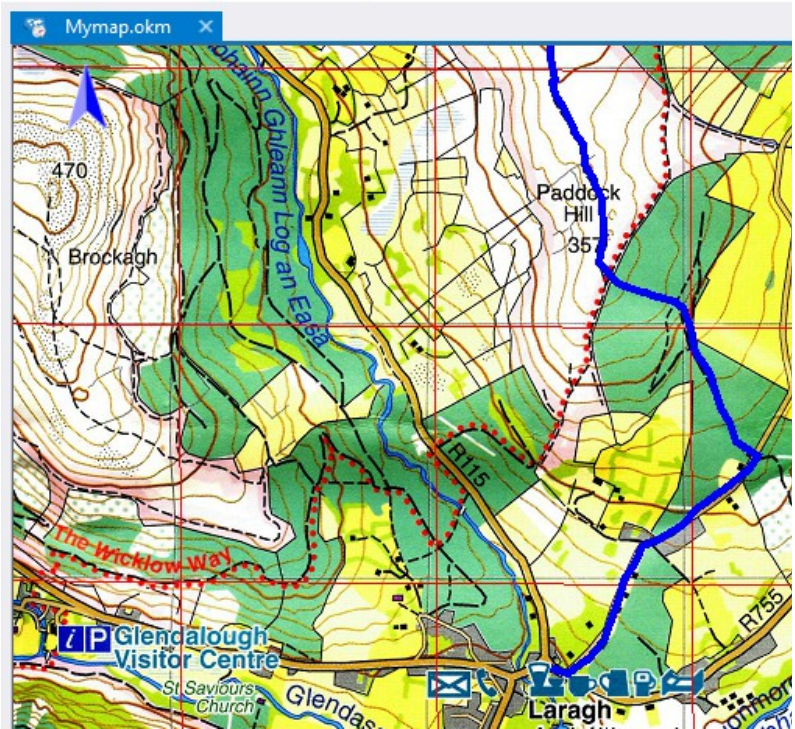 Mymap.okm
Abhainn Ghleann Log an Easa
470
Brockagh
Paddock
Hill
357
R115
The Wicklow Way
R755
i P Glendalough
Visitor Centre
St Saviours
Church
Glendas
Laragh